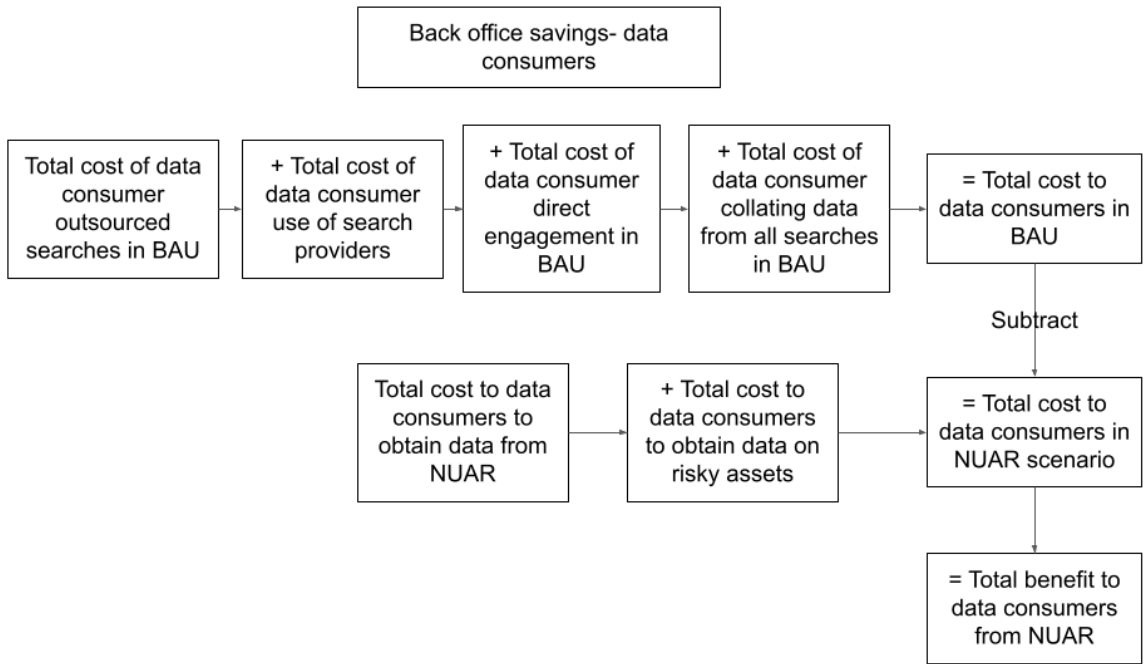 Back office savings- data
consumers
Total cost of data
consumer
outsourced
searches in BAU
+ Total cost of
data consumer
use of search
providers
+ Total cost of
data consumer
direct
engagement in
BAU
+ Total cost of
data consumer
collating data
from all searches
in BAU
= Total cost to
data consumers in
BAU
Subtract
Total cost to data
consumers to
obtain data from
NUAR
+ Total cost to
data consumers
to obtain data on
risky assets
= Total cost to
data consumers in
NUAR scenario
= Total benefit to
data consumers
from NUAR